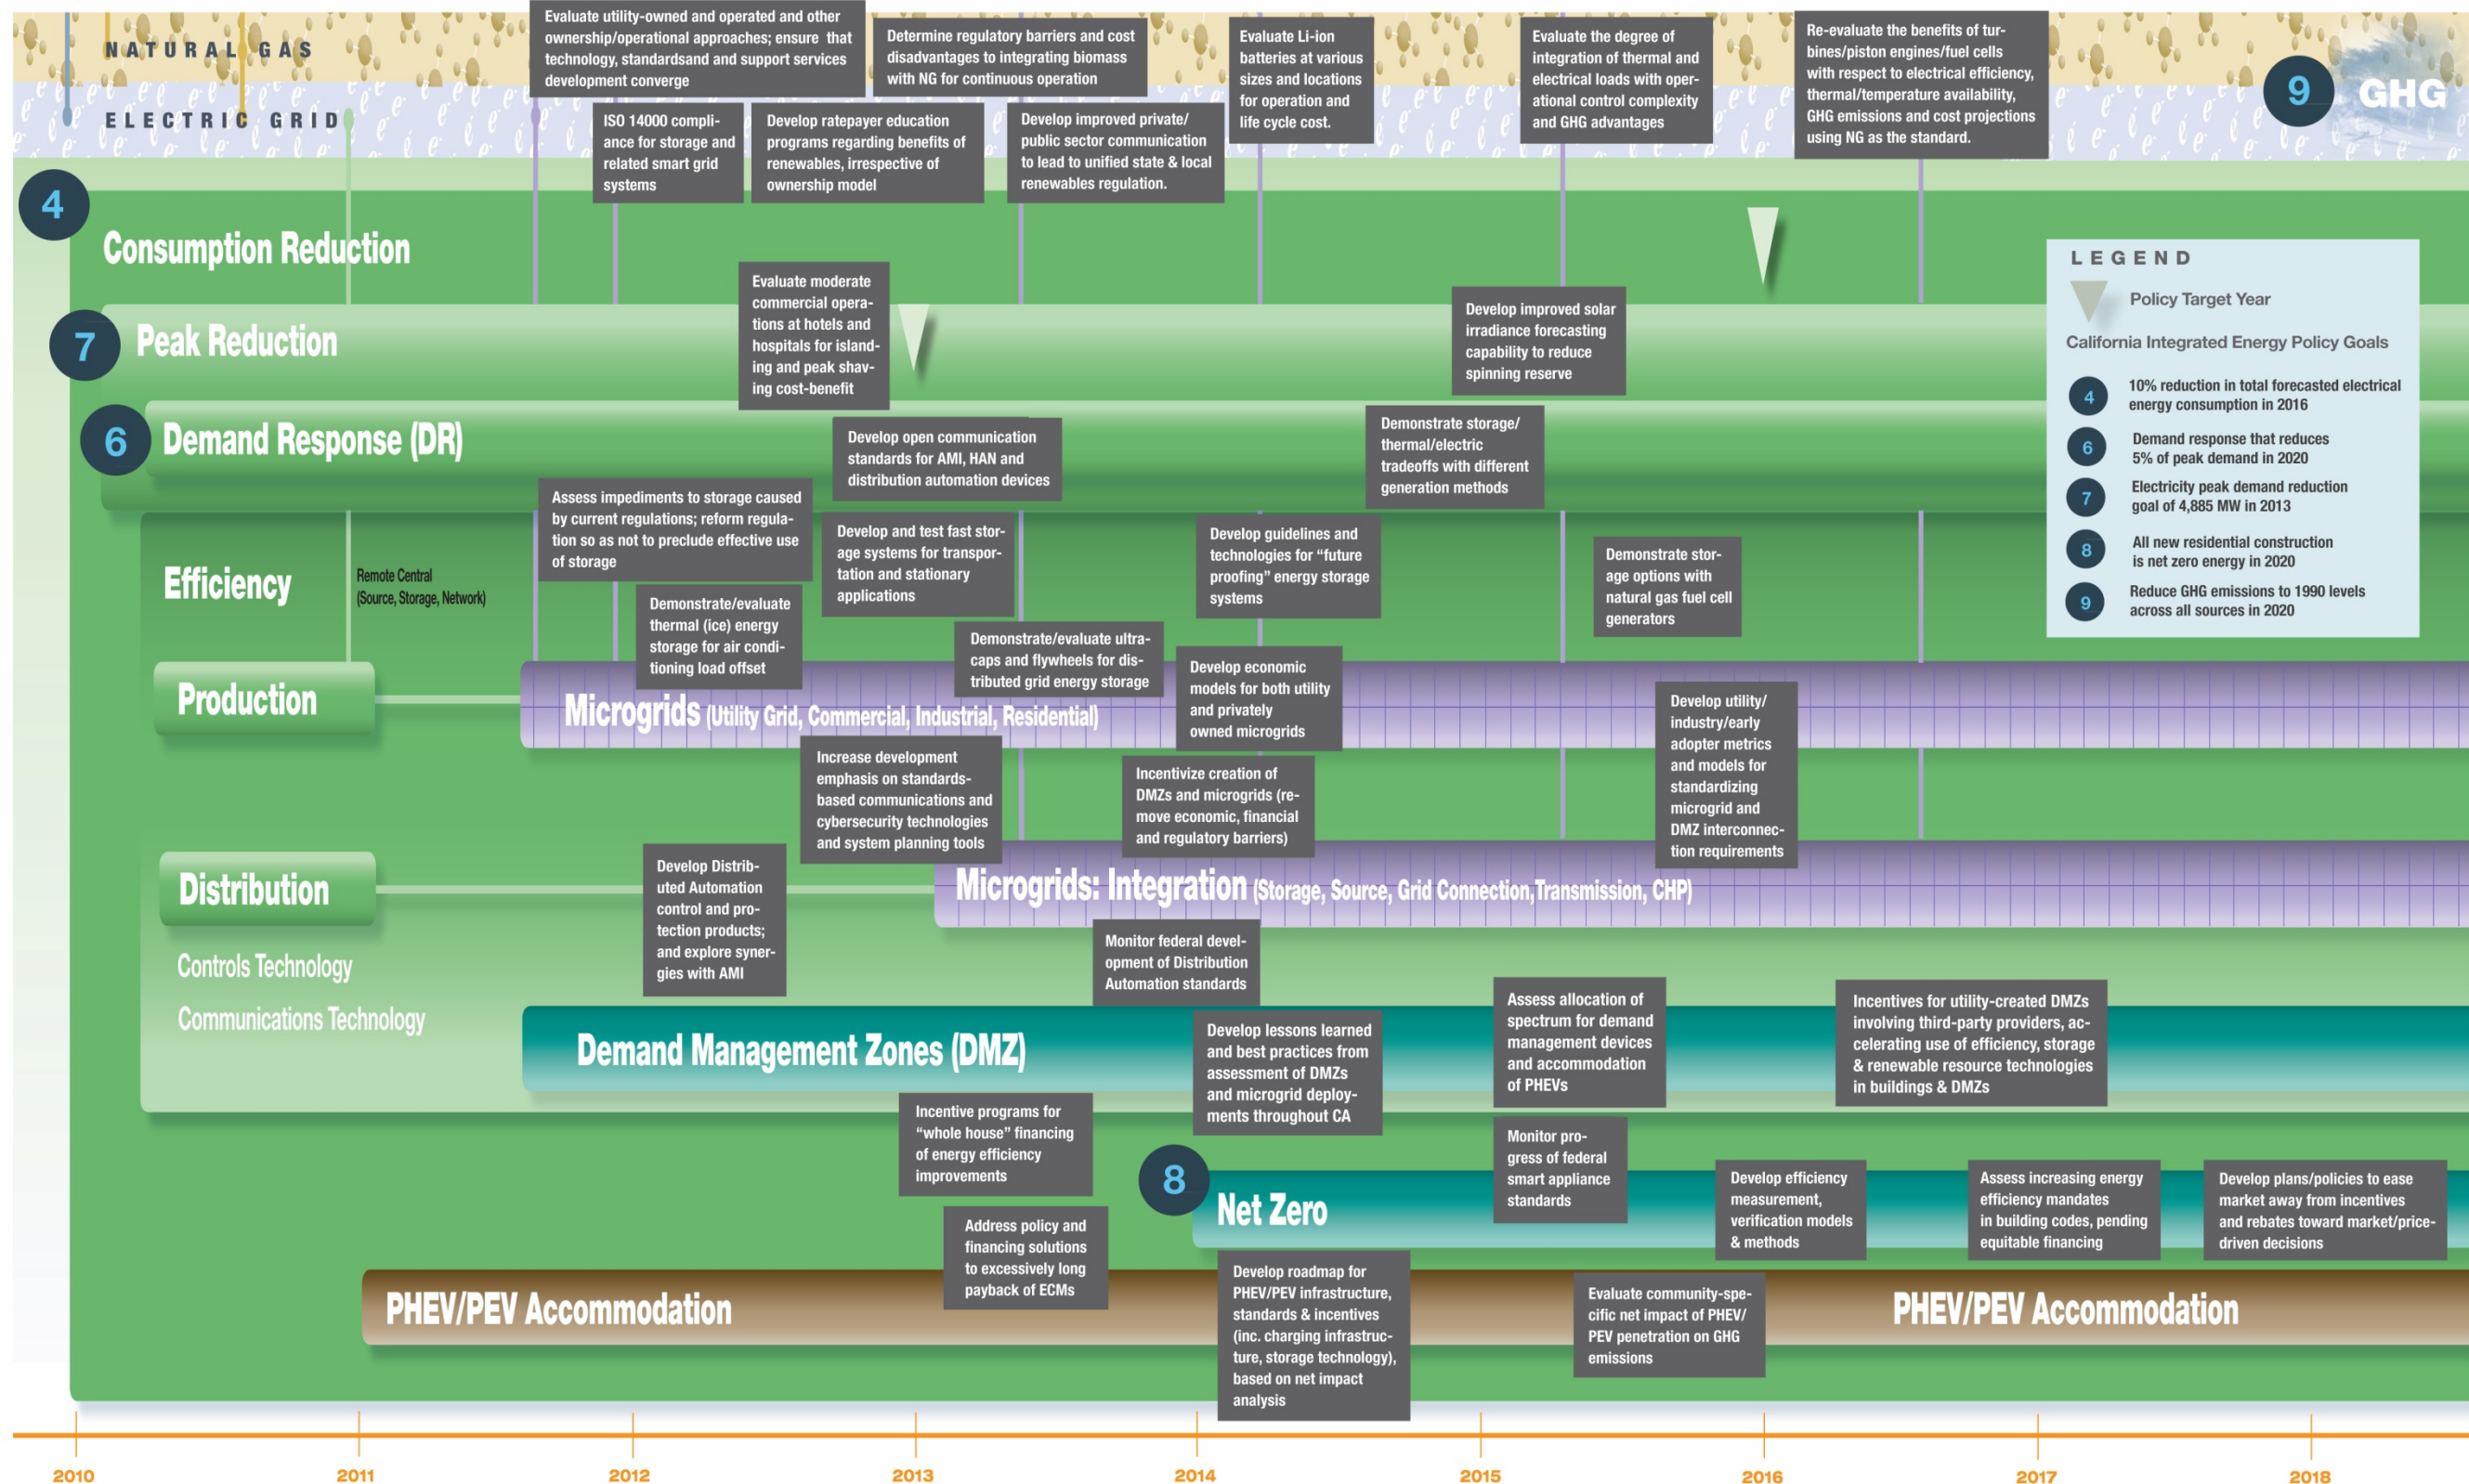 NATURAL GAS
ELECTRIC GRID
Evaluate utility-owned and operated and other
ownership/operational approaches; ensure that
technology, standardsand and support services
development converge
Determine regulatory barriers and cost
disadvantages to integrating biomass
with NG for continuous operation
Evaluate Li-ion
batteries at various
sizes and locations
for operation and
life cycle cost.
Evaluate the degree of
integration of thermal and
electrical loads with oper-
ational control complexity
and GHG advantages
Re-evaluate the benefits of tur-
bines/piston engines/fuel cells
with respect to electrical efficiency,
thermal/temperature availability,
GHG emissions and cost projections
using NG as the standard.
9
GHG
ISO 14000 compli-
ance for storage and
related smart grid
systems
Develop ratepayer education
programs regarding benefits of
renewables, irrespective of
ownership model
Develop improved private/
public sector communication
to lead to unified state & local
renewables regulation.
4
Consumption Reduction
7
Peak Reduction
Evaluate moderate
commercial opera-
tions at hotels and
hospitals for island-
ing and peak shav-
ing cost-benefit
Develop improved solar
irradiance forecasting
capability to reduce
spinning reserve
LEGEND
Policy Target Year
California Integrated Energy Policy Goals
4
10% reduction in total forecasted electrical
energy consumption in 2016
6
Demand response that reduces
5% of peak demand in 2020
7
Electricity peak demand reduction
goal of 4,885 MW in 2013
8
All new residential construction
is net zero energy in 2020
9
Reduce GHG emissions to 1990 levels
across all sources in 2020
6
Demand Response (DR)
Develop open communication
standards for AMI, HAN and
distribution automation devices
Demonstrate storage/
thermal/electric
tradeoffs with different
generation methods
Assess impediments to storage caused
by current regulations; reform regula-
tion so as not to preclude effective use
of storage
Develop and test fast stor-
age systems for transpor-
tation and stationary
applications
Develop guidelines and
technologies for “future
proofing” energy storage
systems
Demonstrate stor-
age options with
natural gas fuel cell
generators
Efficiency
Remote Central
(Source, Storage, Network)
Demonstrate/evaluate
thermal (ice) energy
storage for air condi-
tioning load offset
Demonstrate/evaluate ultra-
caps and flywheels for dis-
tributed grid energy storage
Develop economic
models for both utility
and privately
owned microgrids
Production
Microgrids (Utility Grid, Commercial, Industrial, Residential)
Develop utility/
industry/early
adopter metrics
and models for
standardizing
microgrid and
DMZ interconnec-
tion requirements
Increase development
emphasis on standards-
based communications and
cybersecurity technologies
and system planning tools
Incentivize creation of
DMZs and microgrids (re-
move economic, financial
and regulatory barriers)
Distribution
Develop Distrib-
uted Automation
control and pro-
tection products;
and explore syner-
gies with AMI
Microgrids: Integration (Storage, Source, Grid Connection, Transmission, CHP)
Controls Technology
Communications Technology
Monitor federal devel-
opment of Distribution
Automation standards
Demand Management Zones (DMZ)
Develop lessons learned
and best practices from
assessment of DMZs
and microgrid deploy-
ments throughout CA
Assess allocation of
spectrum for demand
management devices
and accommodation
of PHEVs
Incentives for utility-created DMZs
involving third-party providers, ac-
celerating use of efficiency, storage
& renewable resource technologies
in buildings & DMZs
Incentive programs for
“whole house” financing
of energy efficiency
improvements
8
Net Zero
Monitor pro-
gress of federal
smart appliance
standards
Develop efficiency
measurement,
verification models
& methods
Assess increasing energy
efficiency mandates
in building codes, pending
equitable financing
Develop plans/policies to ease
market away from incentives
and rebates toward market/price-
driven decisions
Address policy and
financing solutions
to excessively long
payback of ECMs
PHEV/PEV Accommodation
Develop roadmap for
PHEV/PEV infrastructure,
standards & incentives
(inc. charging infrastruc-
ture, storage technology),
based on net impact
analysis
Evaluate community-spe-
cific net impact of PHEV/
PEV penetration on GHG
emissions
PHEV/PEV Accommodation
2010
2011
2012
2013
2014
2015
2016
2017
2018